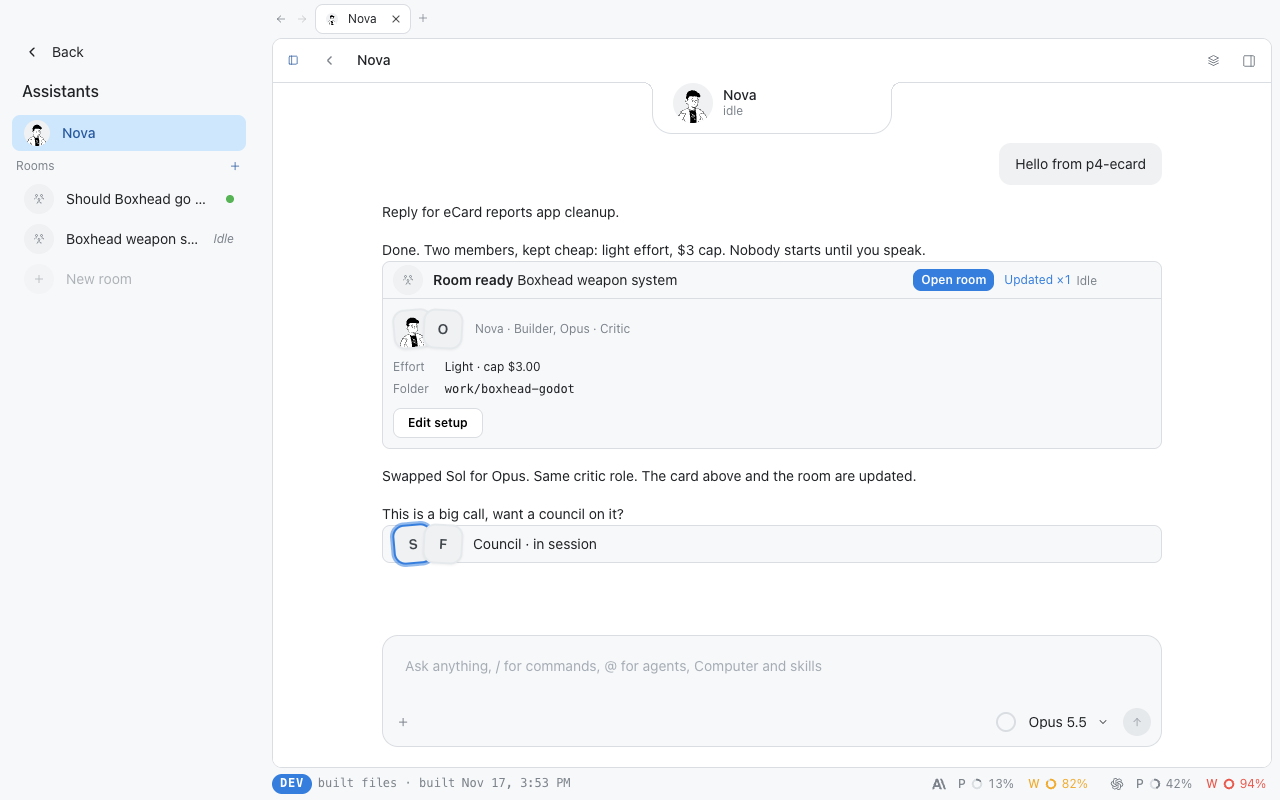 Nova
Back
Assistants
Nova
Rooms
Should Boxhead go ...
Boxhead weapon s... Idle
New room
Nova
Nova
idle
Hello from p4-ecard
Reply for eCard reports app cleanup.
Done. Two members, kept cheap: light effort, $3 cap. Nobody starts until you speak.
Room ready Boxhead weapon system Open room Updated ×1 Idle
O Nova · Builder, Opus · Critic
Effort Light · cap $3.00
Folder work/boxhead-godot
Edit setup
Swapped Sol for Opus. Same critic role. The card above and the room are updated.
This is a big call, want a council on it?
S F Council · in session
Ask anything, / for commands, @ for agents, Computer and skills
Opus 5.5
DEV built files · built Nov 17, 3:53 PM P 13% W 82% P 42% W 94%